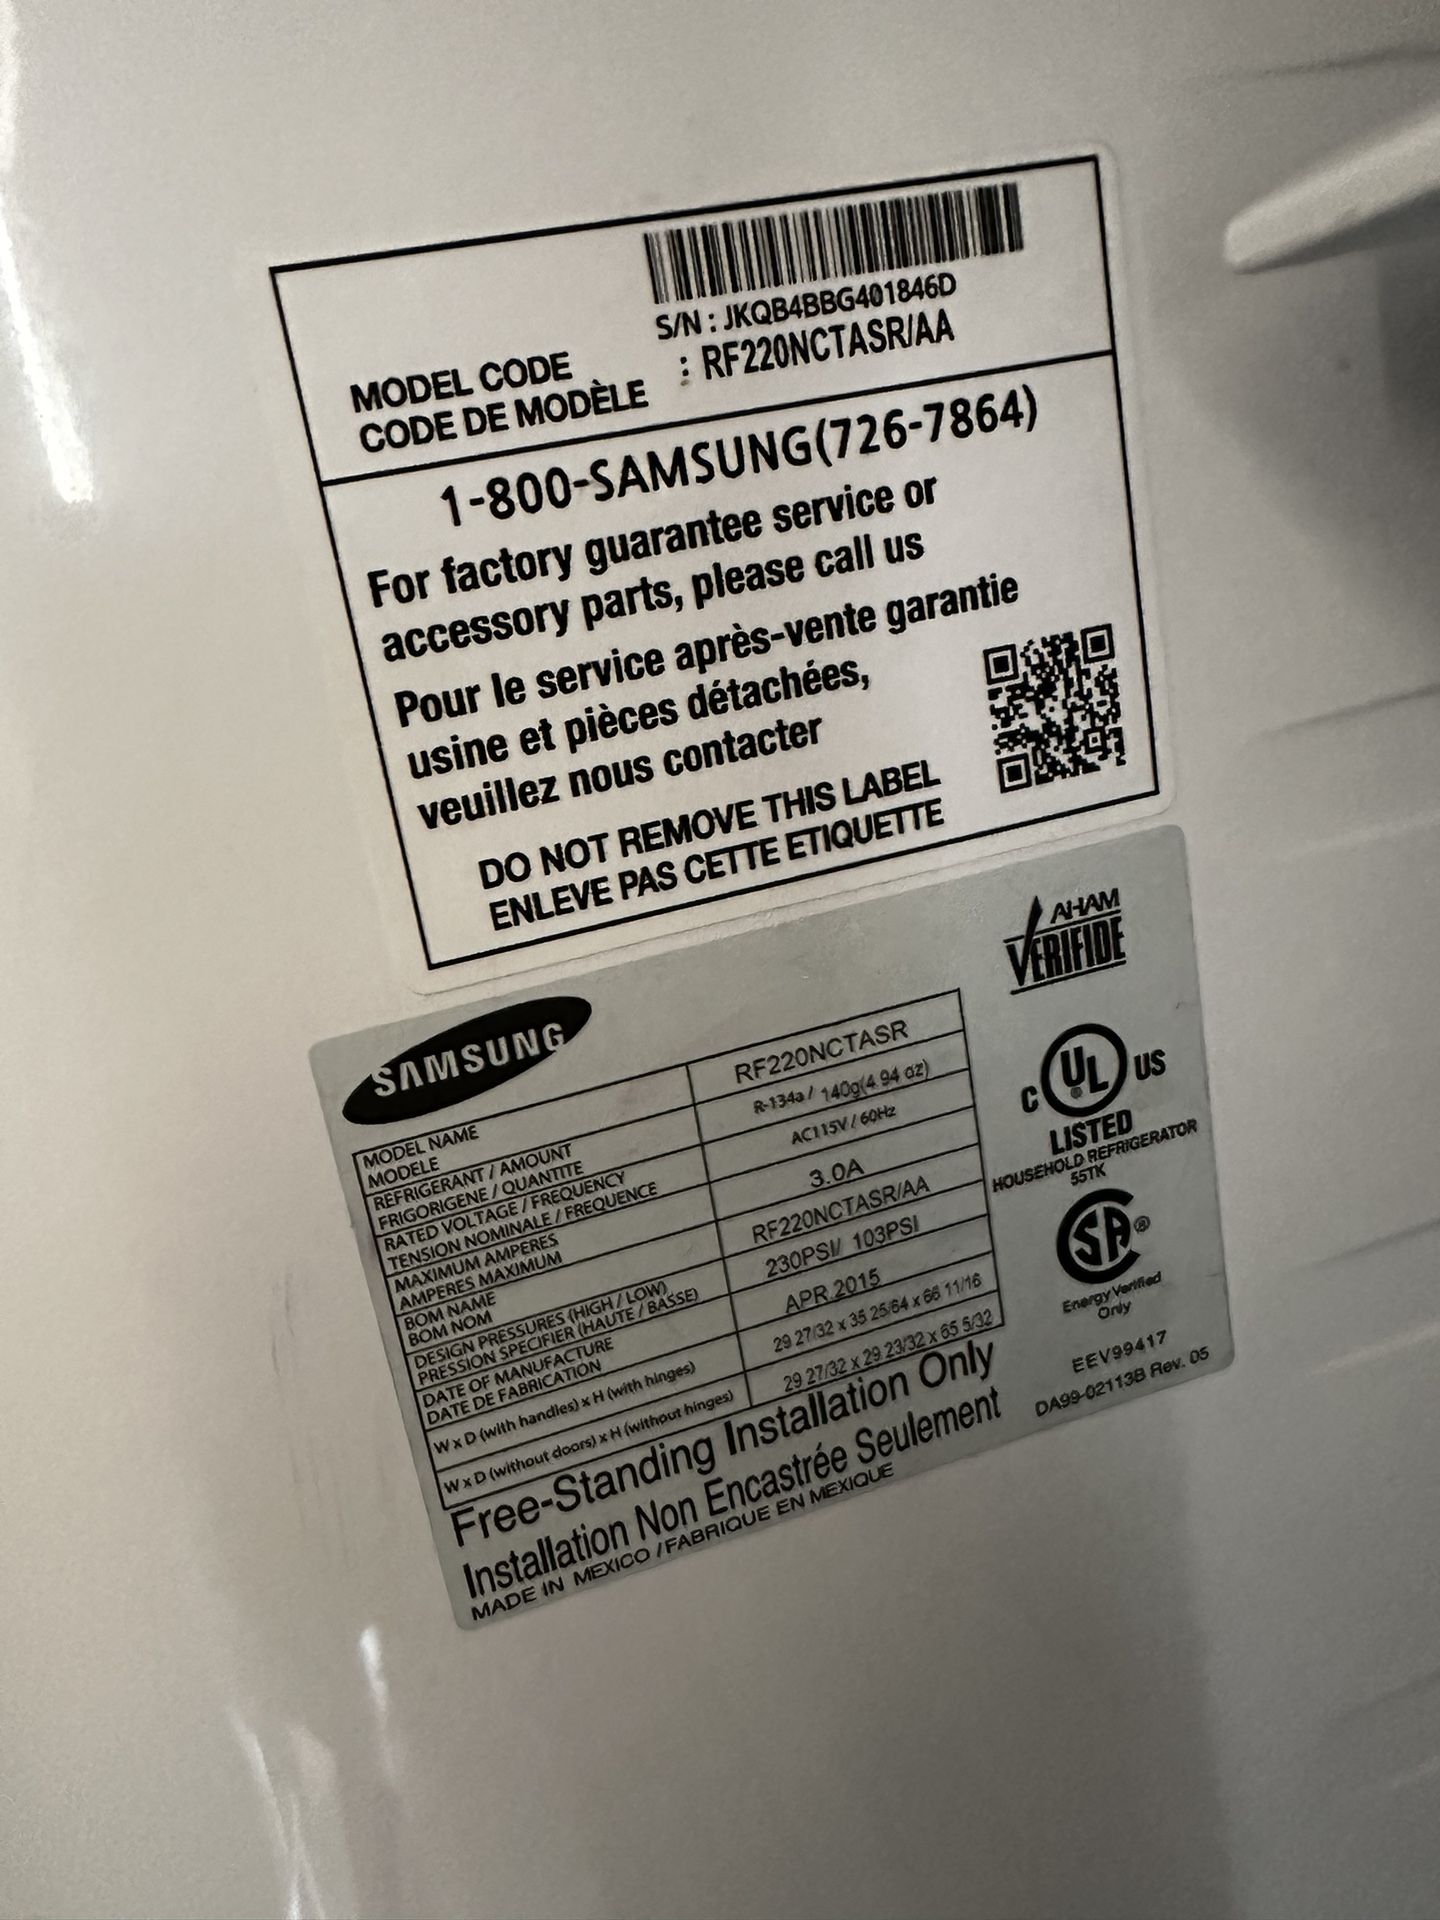 S/N : JKQB4BBG401846D
MODEL CODE
CODE DE MODÈLE : RF220NCTASR/AA
1-800-SAMSUNG(726-7864)
For factory guarantee service or
accessory parts, please call us
Pour le service après-vente garantie
usine et pièces détachées,
veuillez nous contacter
DO NOT REMOVE THIS LABEL
ENLEVE PAS CETTE ETIQUETTE
SAMSUNG
AHAM
VERIFIDE
MODEL NAME
MODELE
RF220NCTASR
REFRIGERANT / AMOUNT
FRIGORIGENE / QUANTITE
R-134a / 140g(4.94 oz)
RATED VOLTAGE / FREQUENCY
TENSION NOMINALE / FREQUENCE
AC115V / 60Hz
MAXIMUM AMPERES
AMPERES MAXIMUM
3.0A
BOM NAME
BOM NOM
RF220NCTASR/AA
DESIGN PRESSURES (HIGH / LOW)
PRESSION SPECIFIER (HAUTE / BASSE)
230PSI/ 103PSI
DATE OF MANUFACTURE
DATE DE FABRICATION
APR.2015
W x D (with handles) x H (with hinges)
29 27/32 x 35 25/64 x 66 11/16
W x D (without doors) x H (without hinges)
29 27/32 x 29 23/32 x 65 5/32
C UL US
®
LISTED
HOUSEHOLD REFRIGERATOR
55TK
SA®
Energy Verified
Only
EEV99417
DA99-02113B Rev. 05
Free-Standing Installation Only
Installation Non Encastrée Seulement
MADE IN MEXICO / FABRIQUE EN MEXIQUE